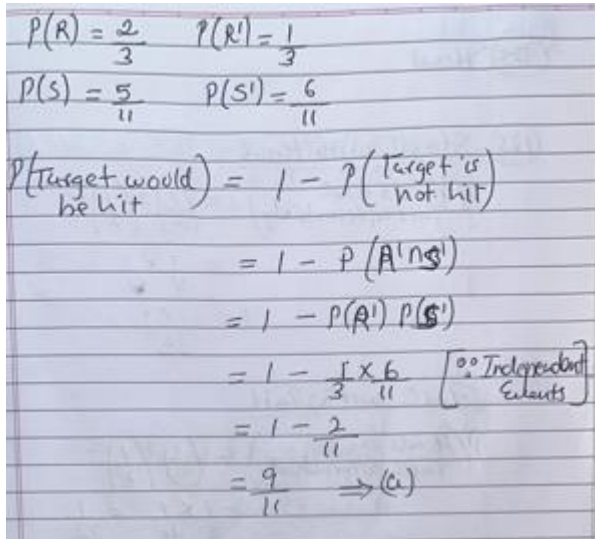 P(R) = 2/3 P(R') = 1/3
P(S) = 5/11 P(S') = 6/11
P(Target would be hit) = 1 - P(Target is not hit)
= 1 - P(R'∩S')
= 1 - P(R') P(S')
= 1 - 1/3 × 6/11 [∵ Independent Events]
= 1 - 2/11
= 9/11 ⇒ (a)